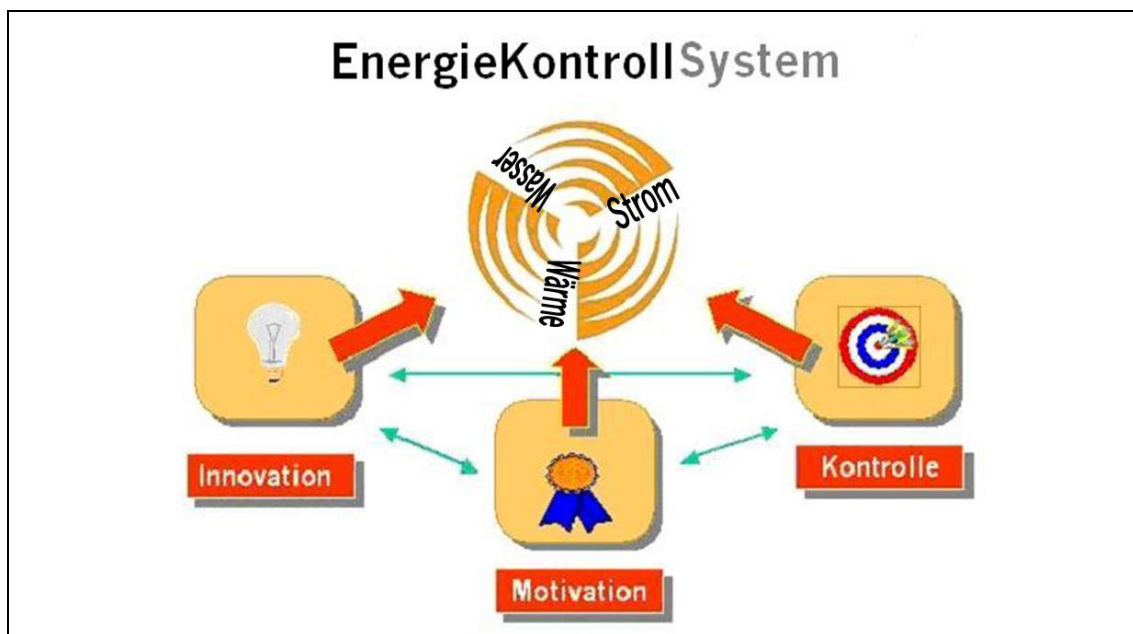 EnergieKontrollSystem
Wasser
Strom
Wärme
Innovation
Kontrolle
Motivation